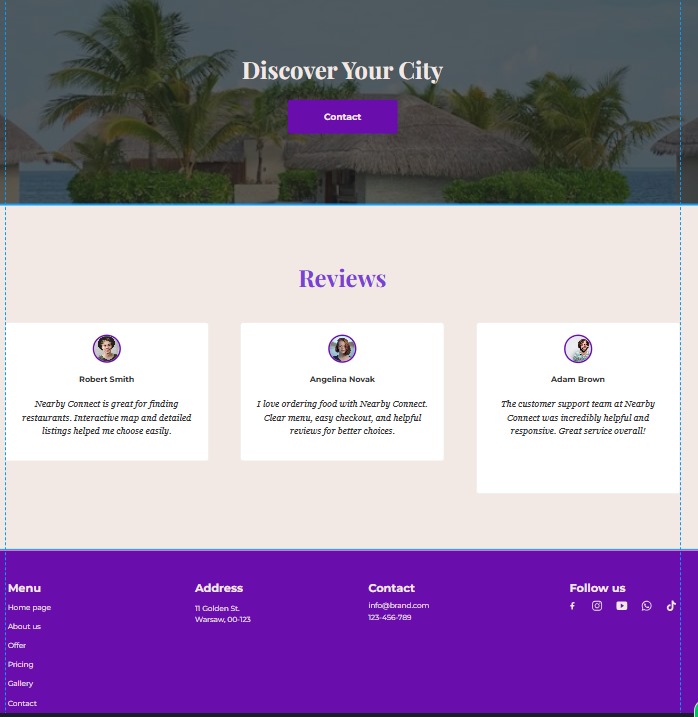 Discover Your City
Contact
Reviews
Robert Smith
Nearby Connect is great for finding
restaurants. Interactive map and detailed
listings helped me choose easily.
Angelina Novak
I love ordering food with Nearby Connect.
Clear menu, easy checkout, and helpful
reviews for better choices.
Adam Brown
The customer support team at Nearby
Connect was incredibly helpful and
responsive. Great service overall!
Menu
Home page
About us
Offer
Pricing
Gallery
Contact
Address
11 Golden St.
Warsaw, 00-123
Contact
info@brand.com
123-456-789
Follow us